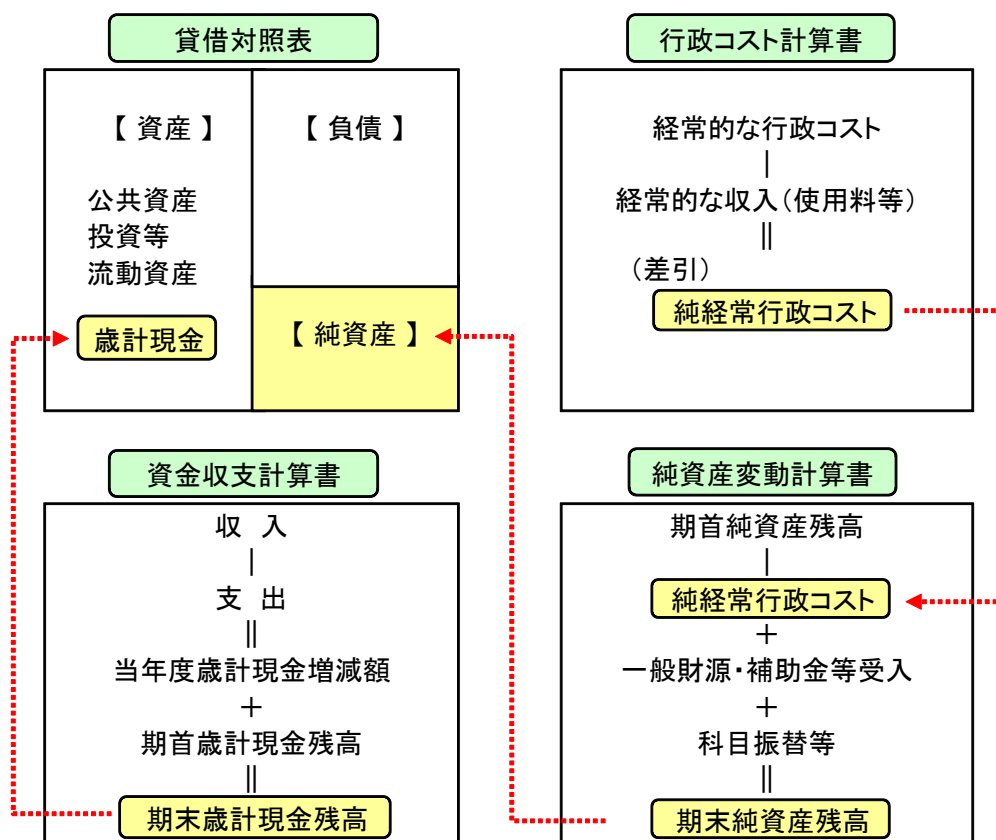 貸借対照表
【 資産 】
【 負債 】
公共資産
投資等
流動資産
歳計現金
【 純資産 】
行政コスト計算書
経常的な行政コスト
|
経常的な収入(使用料等)
||
(差引)
純経常行政コスト
資金収支計算書
収 入
|
支 出
||
当年度歳計現金増減額
+
期首歳計現金残高
||
期末歳計現金残高
純資産変動計算書
期首純資産残高
|
純経常行政コスト
+
一般財源・補助金等受入
+
科目振替等
||
期末純資産残高